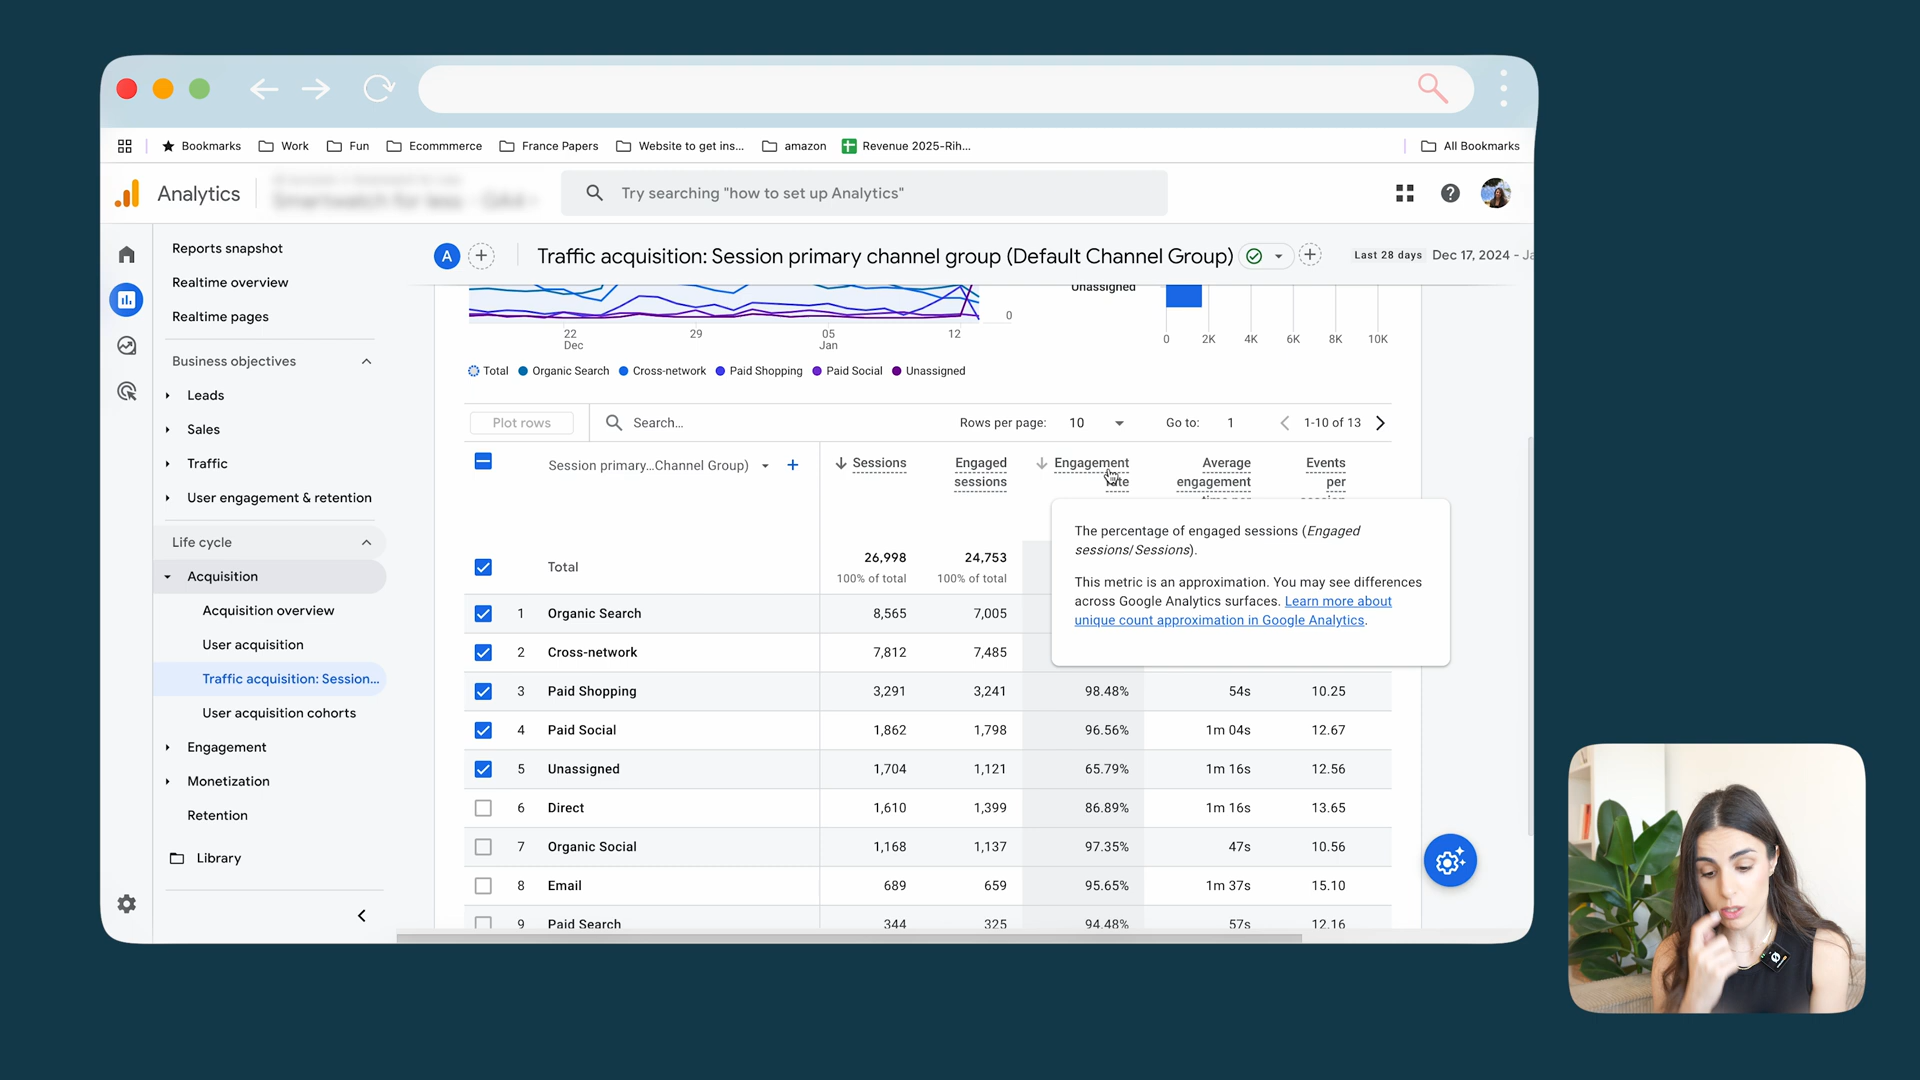 Bookmarks
Work
Fun
Ecommmerce
France Papers
Website to get ins...
amazon
Revenue 2025-Rih...
All Bookmarks
Analytics
Try searching "how to set up Analytics"
Reports snapshot
Realtime overview
Realtime pages
Business objectives
Leads
Sales
Traffic
User engagement & retention
Life cycle
Acquisition
Acquisition overview
User acquisition
Traffic acquisition: Session...
User acquisition cohorts
Engagement
Monetization
Retention
Library
A
Traffic acquisition: Session primary channel group (Default Channel Group)
Last 28 days Dec 17, 2024 -
Unassigned
0
22 Dec
29
05 Jan
12
0 2K 4K 6K 8K 10K
Total Organic Search Cross-network Paid Shopping Paid Social Unassigned
Plot rows
Search...
Rows per page: 10
Go to: 1
1-10 of 13
Session primary...Channel Group)
Sessions
Engaged sessions
Engagement rate
Average engagement
Events per
The percentage of engaged sessions (Engaged
sessions/Sessions).
This metric is an approximation. You may see differences
across Google Analytics surfaces. Learn more about
unique count approximation in Google Analytics.
Total 26,998 24,753
100% of total 100% of total
1 Organic Search 8,565 7,005
2 Cross-network 7,812 7,485
3 Paid Shopping 3,291 3,241 98.48% 54s 10.25
4 Paid Social 1,862 1,798 96.56% 1m 04s 12.67
5 Unassigned 1,704 1,121 65.79% 1m 16s 12.56
6 Direct 1,610 1,399 86.89% 1m 16s 13.65
7 Organic Social 1,168 1,137 97.35% 47s 10.56
8 Email 689 659 95.65% 1m 37s 15.10
9 Paid Search 344 325 94.48% 57s 12.16